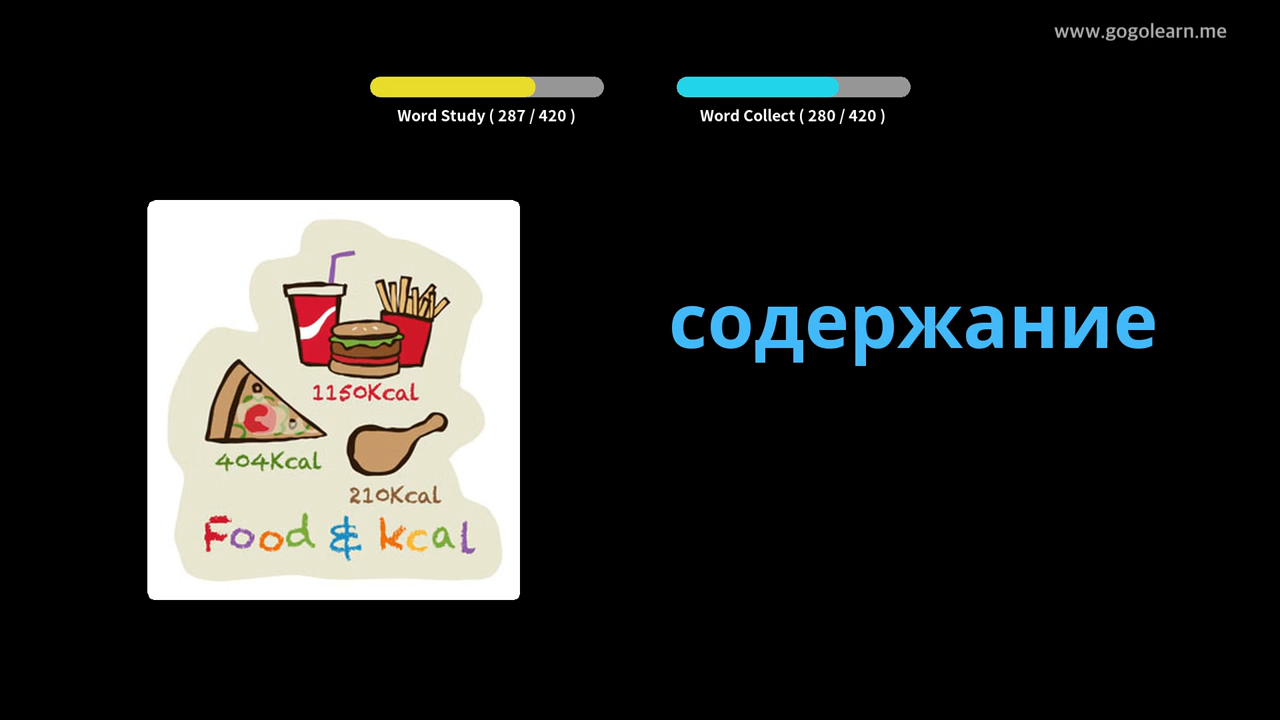 www.gogolearn.me
Word Study ( 287 / 420 )
Word Collect ( 280 / 420 )
содержание
1150Kcal
404Kcal
210Kcal
Food & kcal